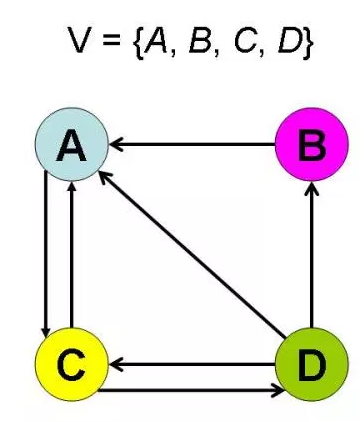 V = {A, B, C, D}
A
B
C
D